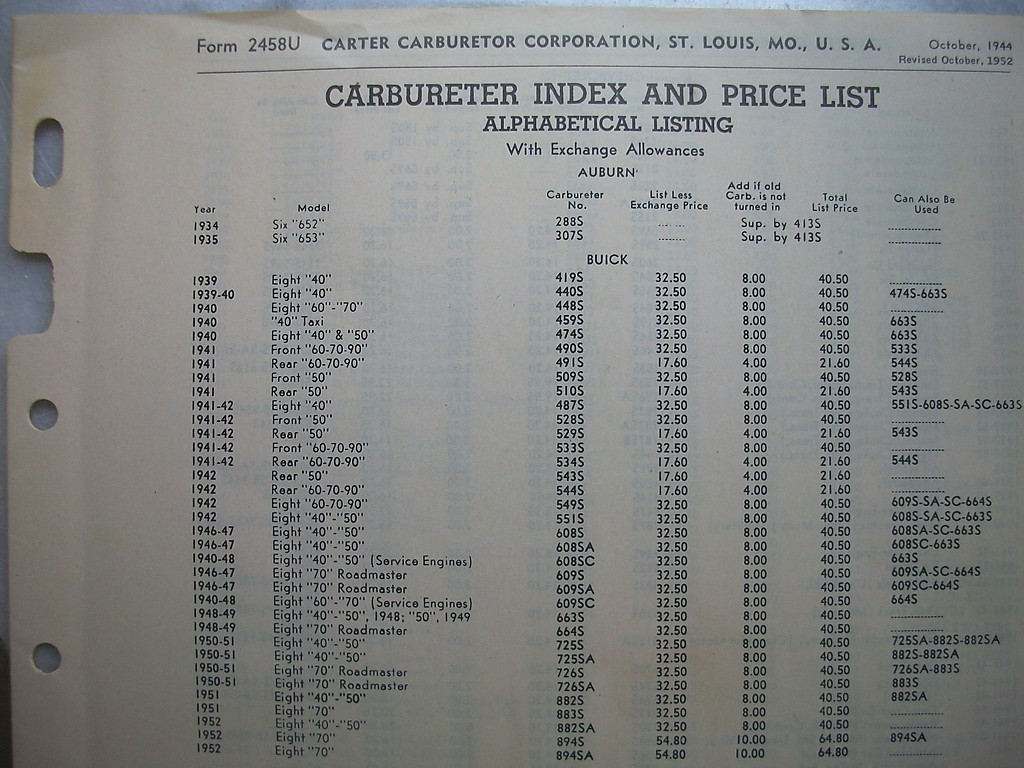 Form 2458U CARTER CARBURETOR CORPORATION, ST. LOUIS, MO., U. S. A. October, 1944
Revised October, 1952
CARBURETER INDEX AND PRICE LIST
ALPHABETICAL LISTING
With Exchange Allowances
AUBURN
Year Model Carbureter No. List Less Exchange Price Add if old Carb. is not turned in Total List Price Can Also Be Used
1934 Six "652" 288S ...... Sup. by 413S ................
1935 Six "653" 307S ........ Sup. by 413S ................
BUICK
1939 Eight "40" 419S 32.50 8.00 40.50 ................
1939-40 Eight "40" 440S 32.50 8.00 40.50 474S-663S
1940 Eight "60"-"70" 448S 32.50 8.00 40.50 ................
1940 "40" Taxi 459S 32.50 8.00 40.50 663S
1940 Eight "40" & "50" 474S 32.50 8.00 40.50 663S
1941 Front "60-70-90" 490S 32.50 8.00 40.50 533S
1941 Rear "60-70-90" 491S 17.60 4.00 21.60 544S
1941 Front "50" 509S 32.50 8.00 40.50 528S
1941 Rear "50" 510S 17.60 4.00 21.60 543S
1941-42 Eight "40" 487S 32.50 8.00 40.50 551S-608S-SA-SC-663S
1941-42 Front "50" 528S 32.50 8.00 40.50 ................
1941-42 Rear "50" 529S 17.60 4.00 21.60 543S
1941-42 Front "60-70-90" 533S 32.50 8.00 40.50 ................
1941-42 Rear "60-70-90" 534S 17.60 4.00 21.60 544S
1942 Rear "50" 543S 17.60 4.00 21.60 ................
1942 Rear "60-70-90" 544S 17.60 4.00 21.60 ................
1942 Eight "60-70-90" 549S 32.50 8.00 40.50 609S-SA-SC-664S
1942 Eight "40"-"50" 551S 32.50 8.00 40.50 608S-SA-SC-663S
1946-47 Eight "40"-"50" 608S 32.50 8.00 40.50 608SA-SC-663S
1946-47 Eight "40"-"50" 608SA 32.50 8.00 40.50 608SC-663S
1940-48 Eight "40"-"50" (Service Engines) 608SC 32.50 8.00 40.50 663S
1946-47 Eight "70" Roadmaster 609S 32.50 8.00 40.50 609SA-SC-664S
1946-47 Eight "70" Roadmaster 609SA 32.50 8.00 40.50 609SC-664S
1940-48 Eight "60"-"70" (Service Engines) 609SC 32.50 8.00 40.50 664S
1948-49 Eight "40"-"50", 1948; "50", 1949 663S 32.50 8.00 40.50 ................
1948-49 Eight "70" Roadmaster 664S 32.50 8.00 40.50 ................
1950-51 Eight "40"-"50" 725S 32.50 8.00 40.50 725SA-882S-882SA
1950-51 Eight "40"-"50" 725SA 32.50 8.00 40.50 882S-882SA
1950-51 Eight "70" Roadmaster 726S 32.50 8.00 40.50 726SA-883S
1950-51 Eight "70" Roadmaster 726SA 32.50 8.00 40.50 883S
1951 Eight "40"-"50" 882S 32.50 8.00 40.50 882SA
1951 Eight "70" 883S 32.50 8.00 40.50 ................
1952 Eight "40"-"50" 882SA 32.50 8.00 40.50 ................
1952 Eight "70" 894S 54.80 10.00 64.80 894SA
1952 Eight "70" 894SA 54.80 10.00 64.80 ................